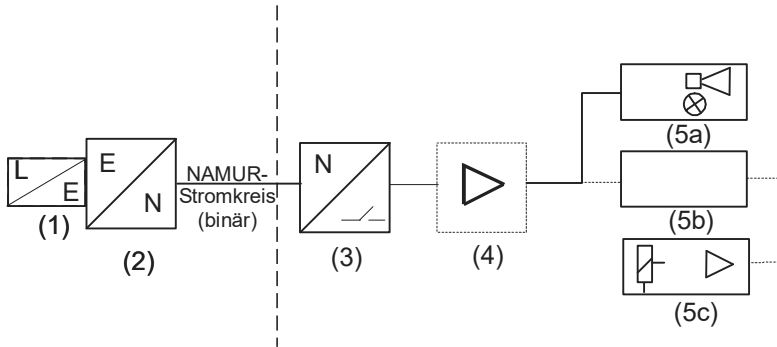 L
E
(1)
E
N
(2)
NAMUR-
Stromkreis
(binär)
N
(3)
(4)
(5a)
(5b)
(5c)